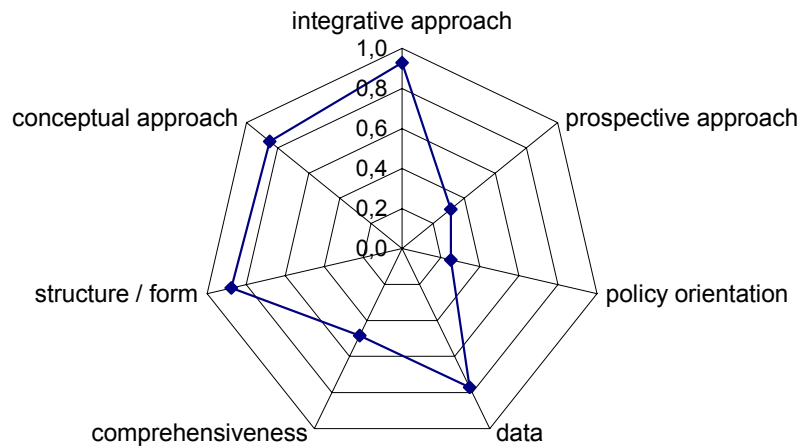 integrative approach
1,0
0,8
0,6
0,4
0,2
0,0
prospective approach
policy orientation
data
comprehensiveness
structure / form
conceptual approach